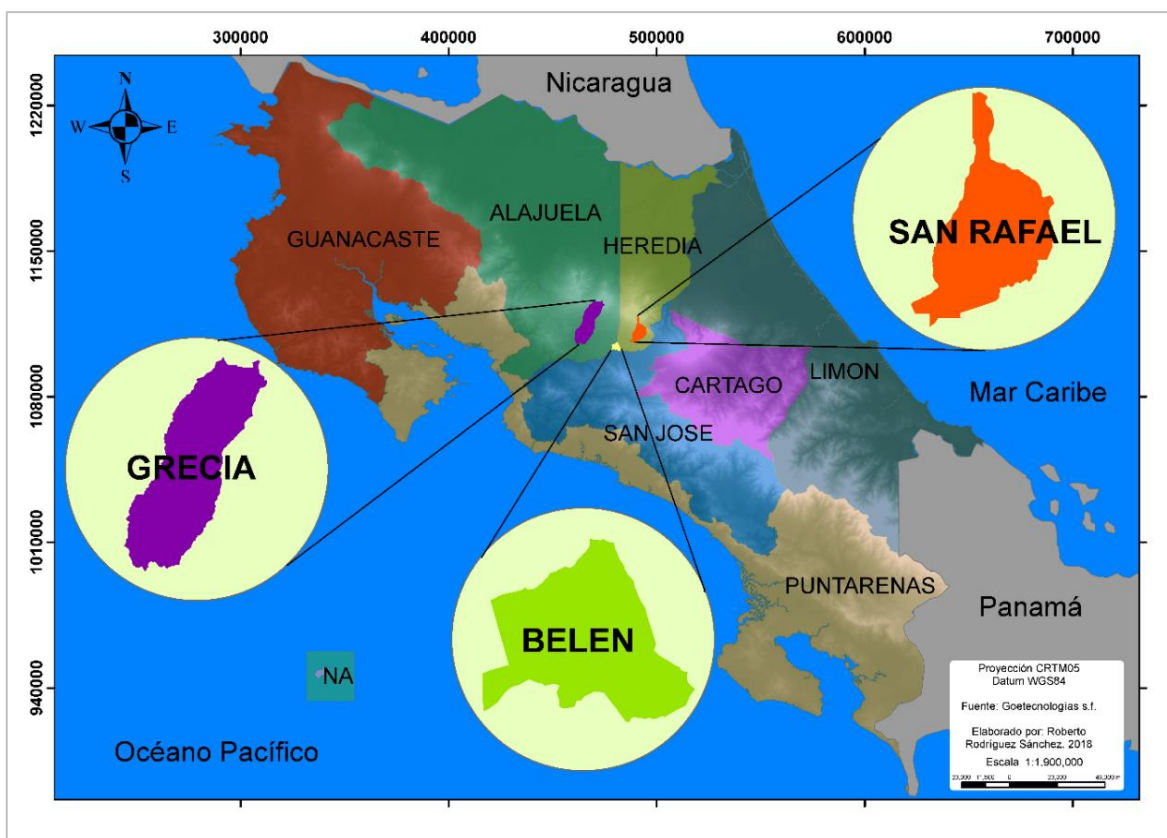 300000 400000 500000 600000 700000
1220000
1150000
1080000
1010000
940000
N
W E
S
Nicaragua
GUANACASTE
ALAJUELA
HEREDIA
SAN RAFAEL
GRECIA
CARTAGO
LIMON
SAN JOSE
Mar Caribe
BELEN
PUNTARENAS
Panamá
NA
Océano Pacífico
Proyección CRTM05
Datum WGS84
Fuente: Goetecnologías s.f.
Elaborado por: Roberto
Rodríguez Sánchez. 2018
Escala 1:1.900,000
0